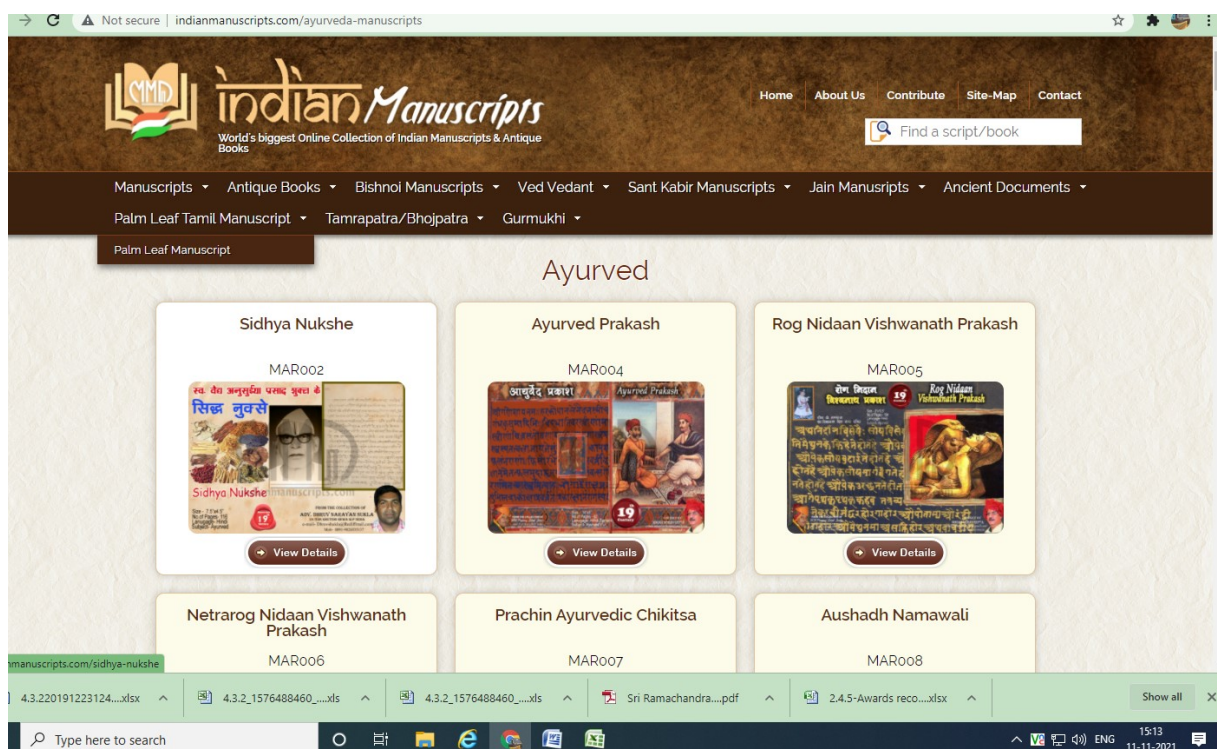 Not secure | indianmanuscripts.com/ayurveda-manuscripts
MMD
indian Manuscripts
World's biggest Online Collection of Indian Manuscripts & Antique
Books
Home About Us Contribute Site-Map Contact
Find a script/book
Manuscripts Antique Books Bishnoi Manuscripts Ved Vedant Sant Kabir Manuscripts Jain Manusripts Ancient Documents
Palm Leaf Tamil Manuscript Tamrapatra/Bhojpatra Gurmukhi
Palm Leaf Manuscript
Ayurved
Sidhya Nukshe
MAR002
स्व. वैद्य अनुसुईया प्रसाद शुक्ल के
सिद्ध नुक्से
Sidhya Nukshe
View Details
Ayurved Prakash
MAR004
आयुर्वेद प्रकाश
Ayurved Prakash
19
View Details
Rog Nidaan Vishwanath Prakash
MAR005
रोग निदान
विश्वनाथ प्रकाश
19
Rog Nidaan
Vishwanath Prakash
View Details
Netrarog Nidaan Vishwanath
Prakash
MAR006
Prachin Ayurvedic Chikitsa
MAR007
Aushadh Namawali
MAR008
nmanuscripts.com/sidhya-nukshe
4.3.220191223124....xlsx
4.3.2_1576488460_....xls
4.3.2_1576488460_....xls
Sri Ramachandra....pdf
2.4.5-Awards reco....xlsx
Show all
Type here to search
ENG
15:13
11-11-2021